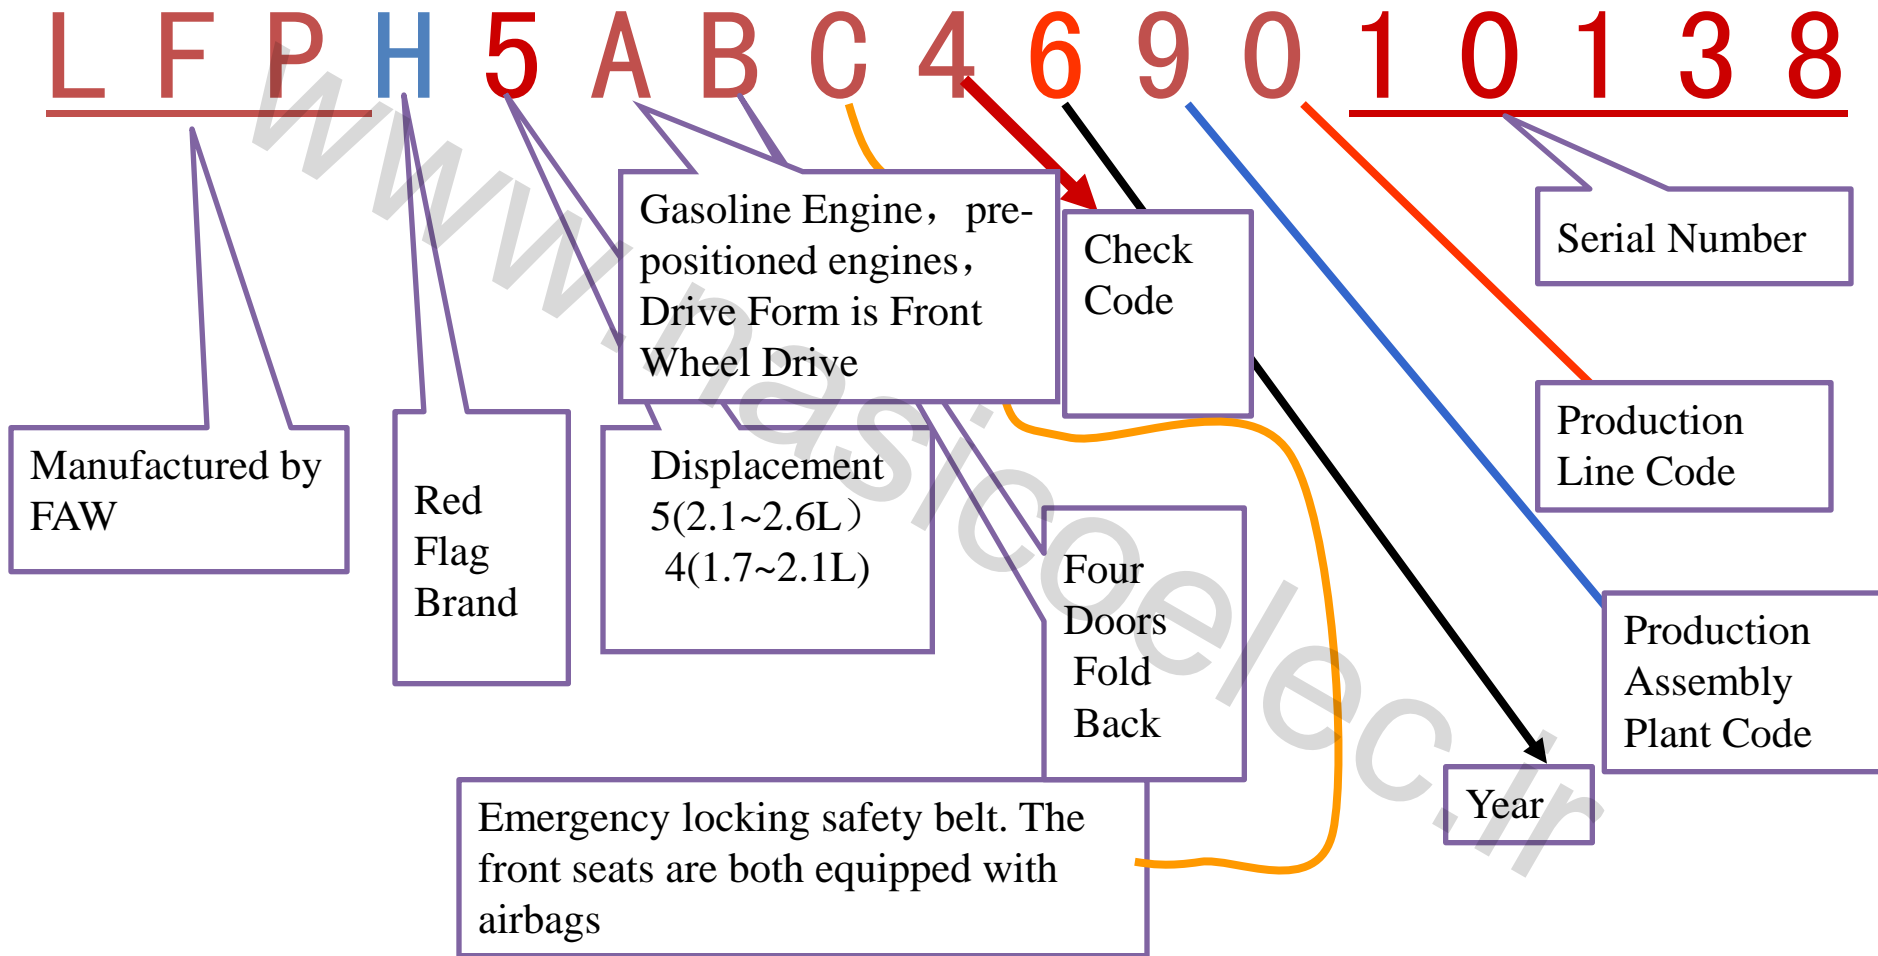 L F P H 5 A B C 4 6 9 0 1 0 1 3 8
Gasoline Engine，pre-
positioned engines，
Drive Form is Front
Wheel Drive
Check
Code
Serial Number
Manufactured by
FAW
Red
Flag
Brand
Displacement
5(2.1~2.6L）
4(1.7~2.1L)
Four
Doors
Fold
Back
Production
Line Code
Production
Assembly
Plant Code
Year
Emergency locking safety belt. The
front seats are both equipped with
airbags
www.nasicoelec.ir